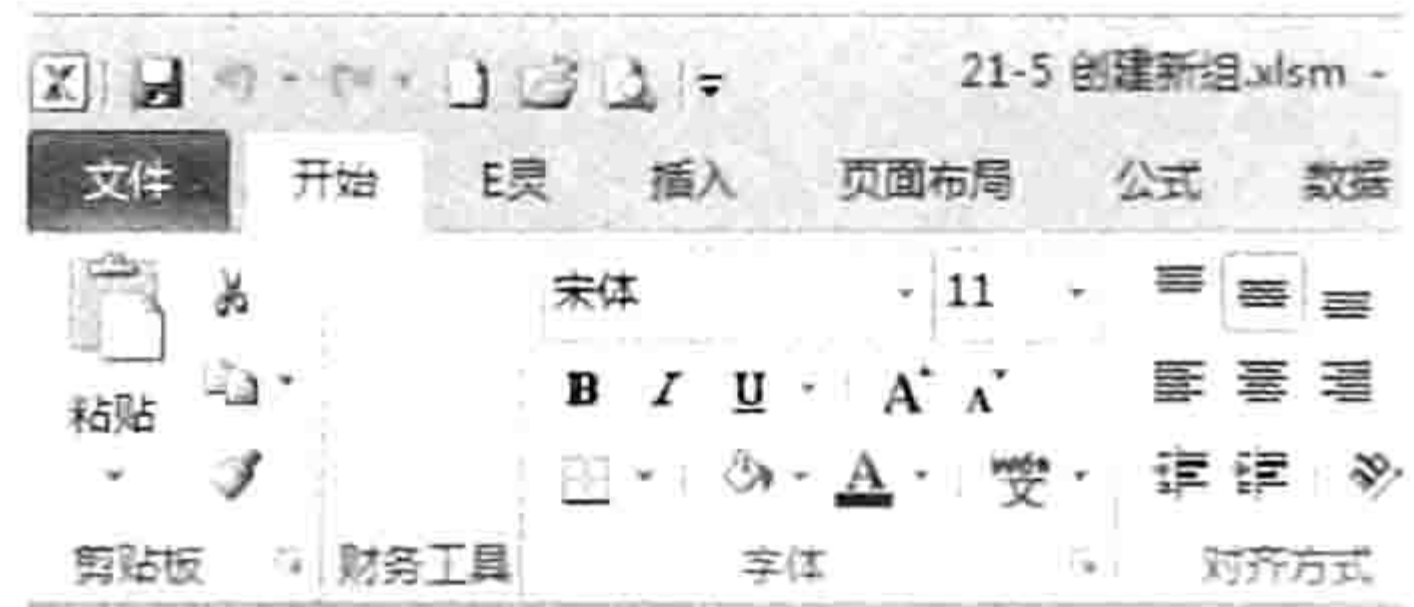 21-5 创建新组.xlsm -
文件 开始 E灵 插入 页面布局 公式 数据
宋体 11
B I U A A
粘贴 A wén 文
剪贴板 财务工具 字体 对齐方式